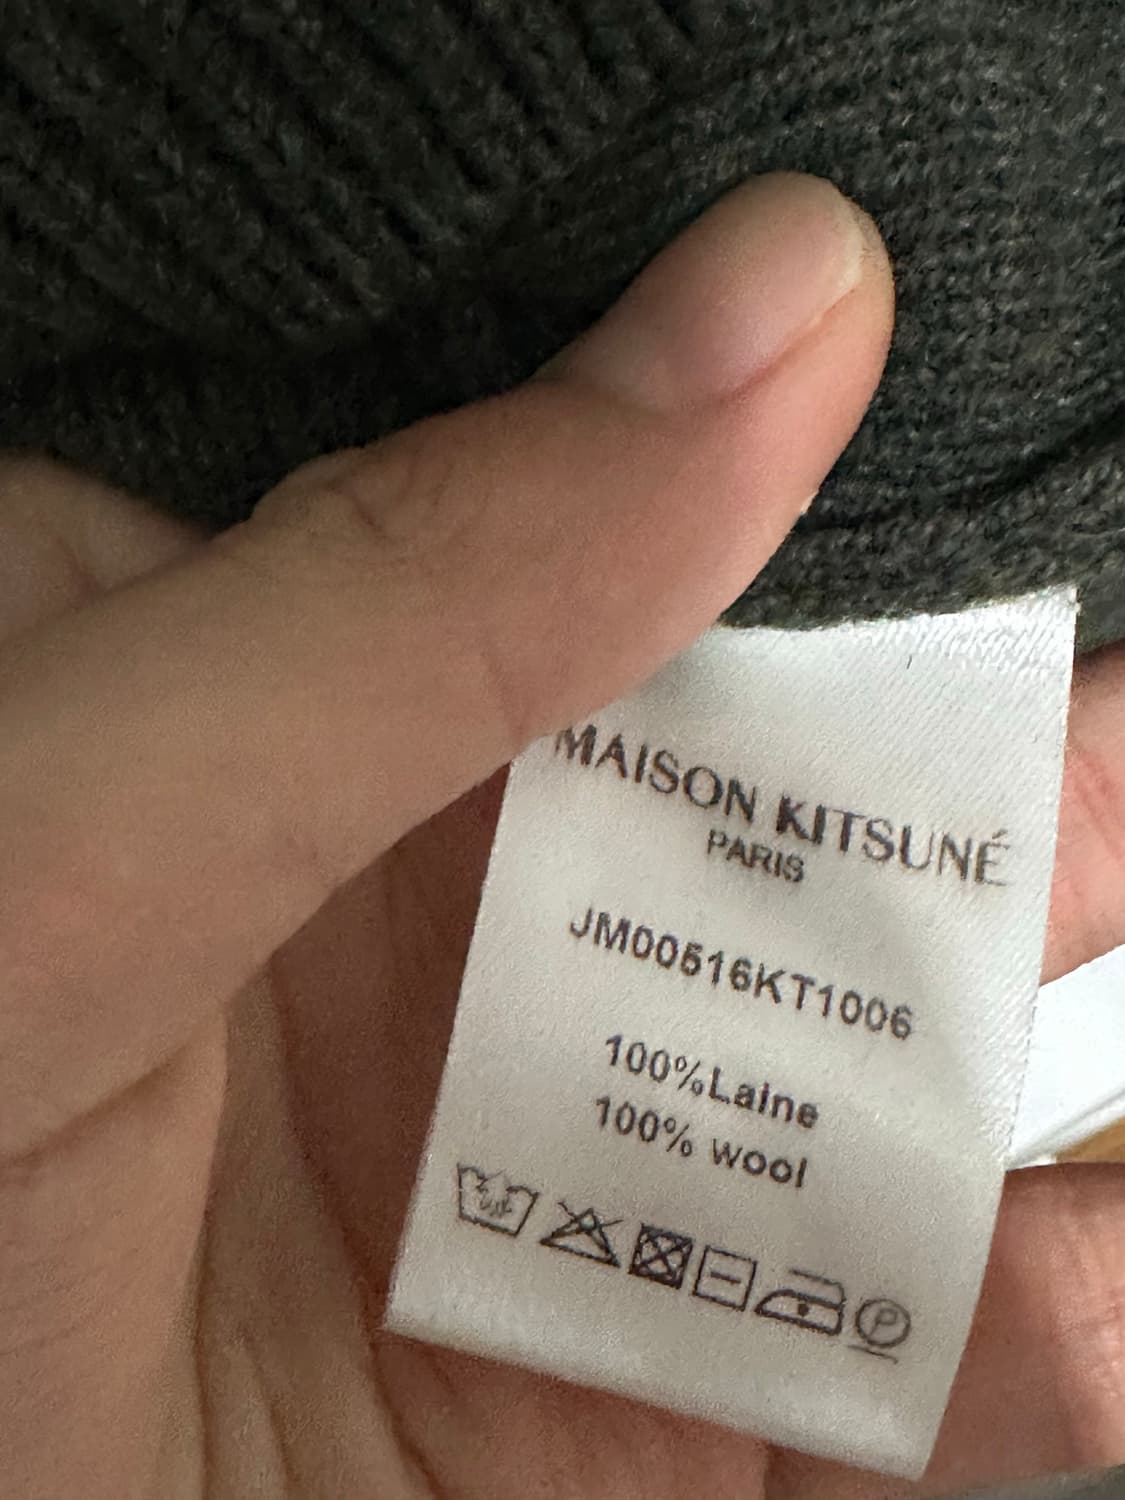 MAISON KITSUNÉ
PARIS
JM00516KT1006
100%Laine
100% wool
P